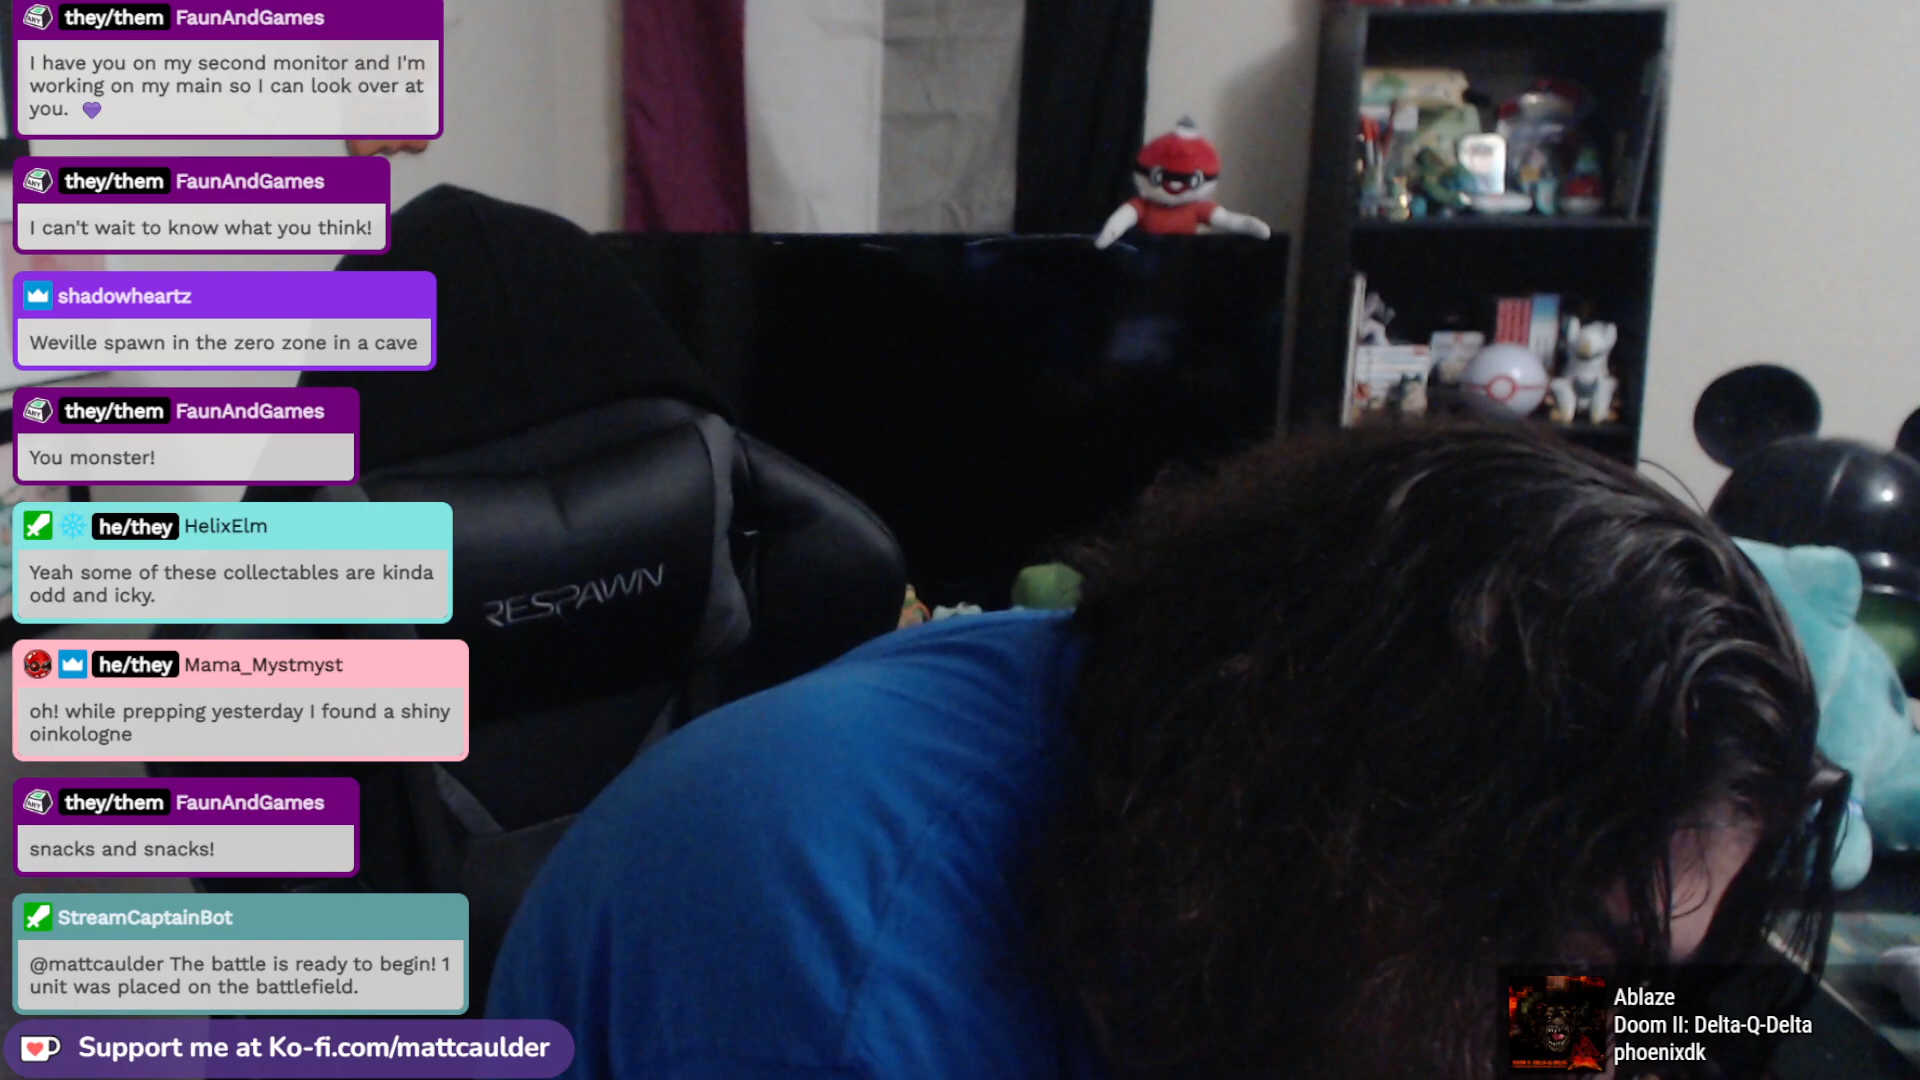 they/them FaunAndGames
I have you on my second monitor and I'm
working on my main so I can look over at
you.
they/them FaunAndGames
I can't wait to know what you think!
shadowheartz
Weville spawn in the zero zone in a cave
they/them FaunAndGames
You monster!
he/they HelixElm
Yeah some of these collectables are kinda
odd and icky.
he/they Mama_Mystmyst
oh! while prepping yesterday I found a shiny
oinkologne
they/them FaunAndGames
snacks and snacks!
StreamCaptainBot
@mattcaulder The battle is ready to begin! 1
unit was placed on the battlefield.
Support me at Ko-fi.com/mattcaulder
RESPAWN
Ablaze
Doom II: Delta-Q-Delta
phoenixdk